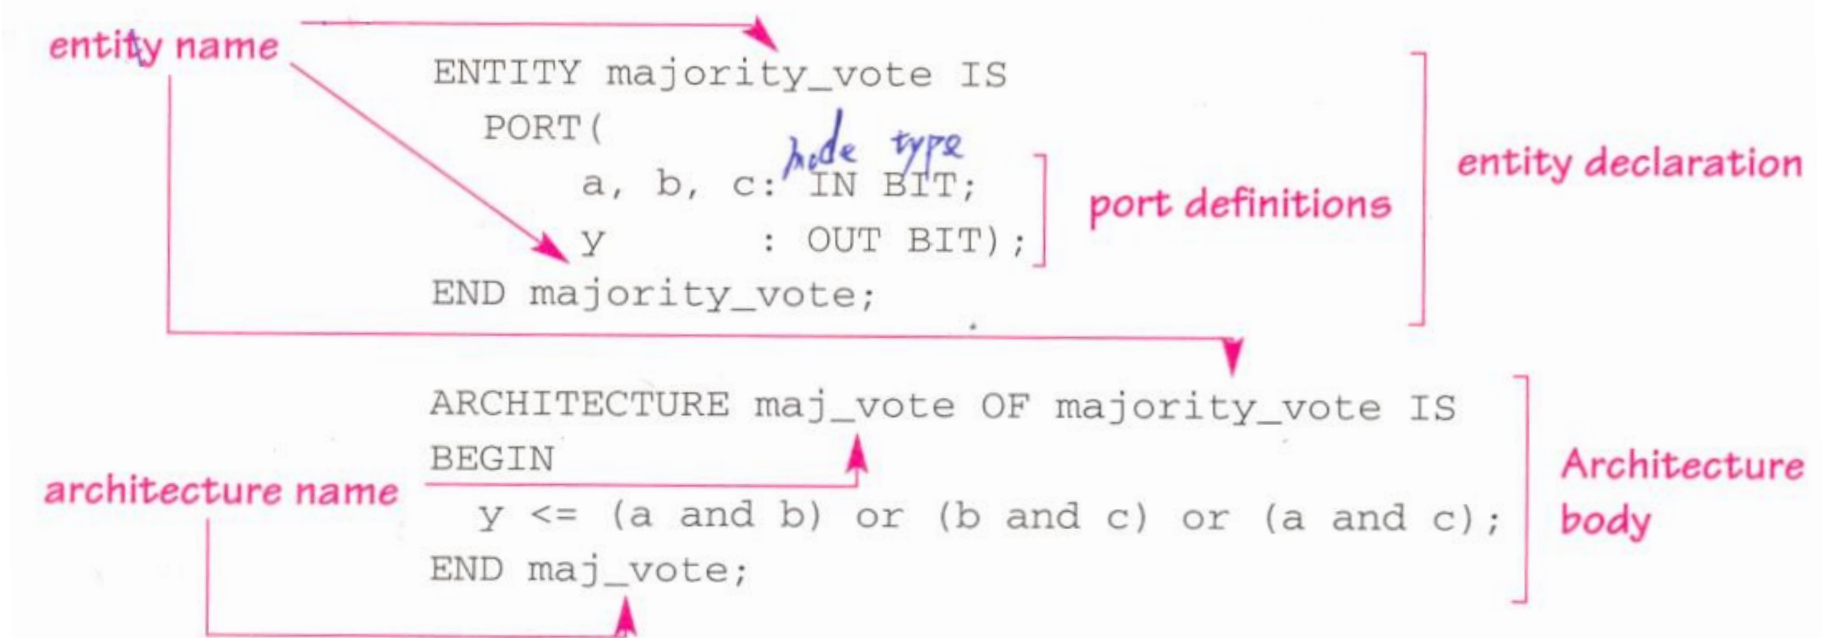 entity name
ENTITY majority_vote IS
PORT(
mode type
a, b, c: IN BIT;
y : OUT BIT);
port definitions
entity declaration
END majority_vote;
ARCHITECTURE maj_vote OF majority_vote IS
BEGIN
architecture name
y <= (a and b) or (b and c) or (a and c);
Architecture
body
END maj_vote;